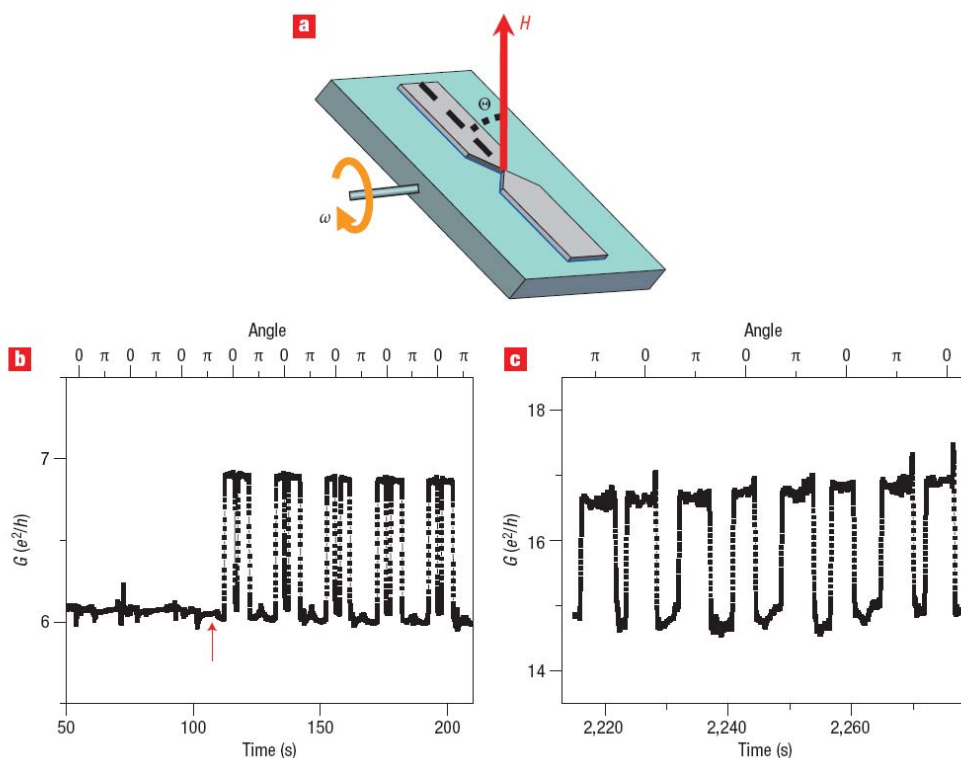 a
H
Θ
ω
b
Angle
0 π 0 π 0 π 0 π 0 π 0 π 0 π 0 π
7
6
G (e²/h)
50 100 150 200
Time (s)
c
Angle
π 0 π 0 π 0 π 0
18
16
14
G (e²/h)
2,220 2,240 2,260
Time (s)